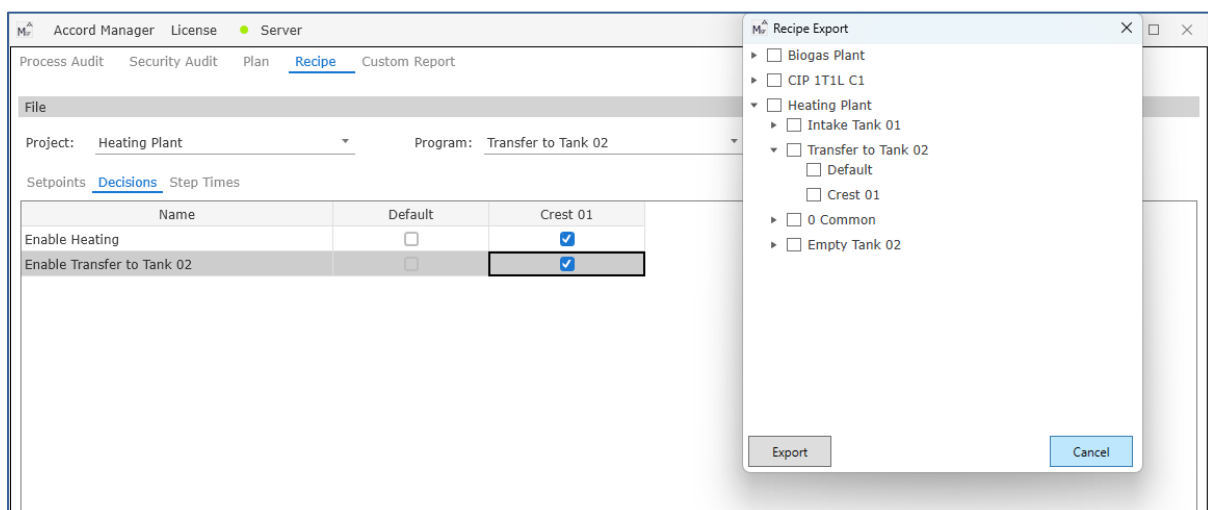 Accord Manager License Server
Process Audit Security Audit Plan Recipe Custom Report
File
Project: Heating Plant Program: Transfer to Tank 02
Setpoints Decisions Step Times
Name Default Crest 01
Enable Heating
Enable Transfer to Tank 02
Recipe Export
Biogas Plant
CIP 1T1L C1
Heating Plant
Intake Tank 01
Transfer to Tank 02
Default
Crest 01
0 Common
Empty Tank 02
Export Cancel